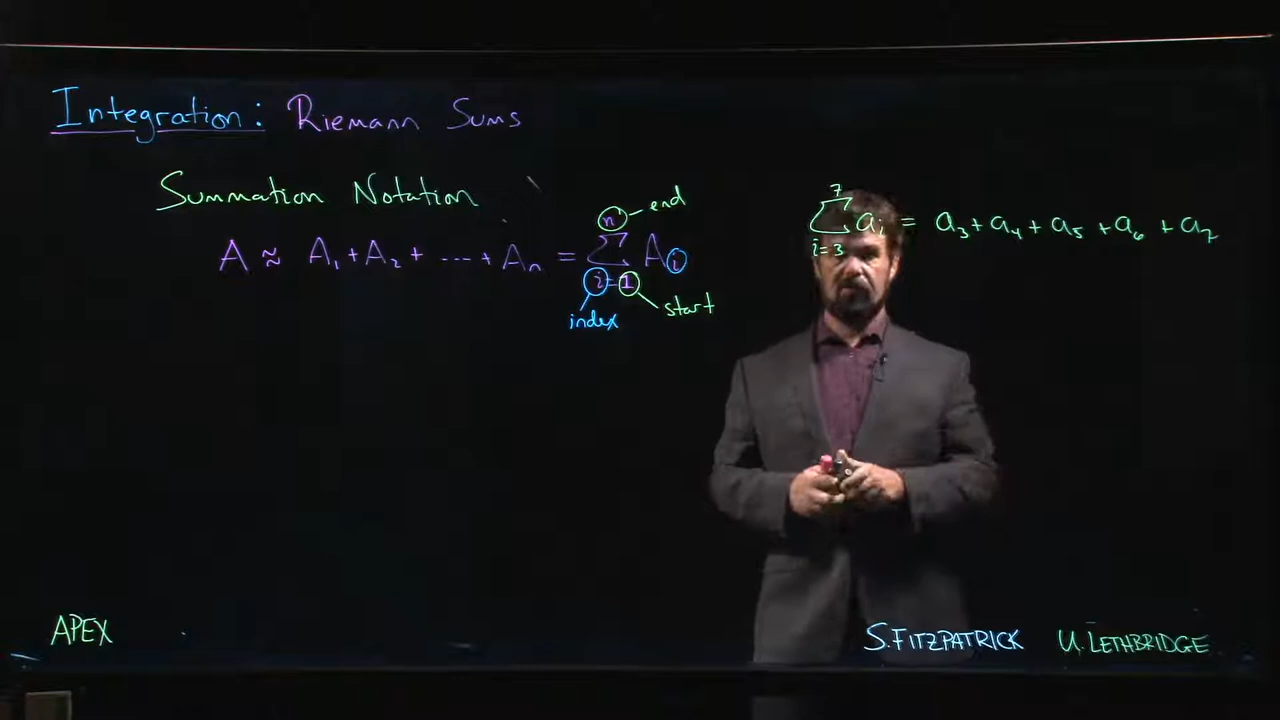 Integration: Riemann Sums
Summation Notation
A ≈ A₁ + A₂ + ... + Aₙ = ∑ Aᵢ
n
end
i = 1
index
start
7
∑ aᵢ = a₃ + a₄ + a₅ + a₆ + a₇
i = 3
APEX
S. FITZPATRICK U. LETHBRIDGE